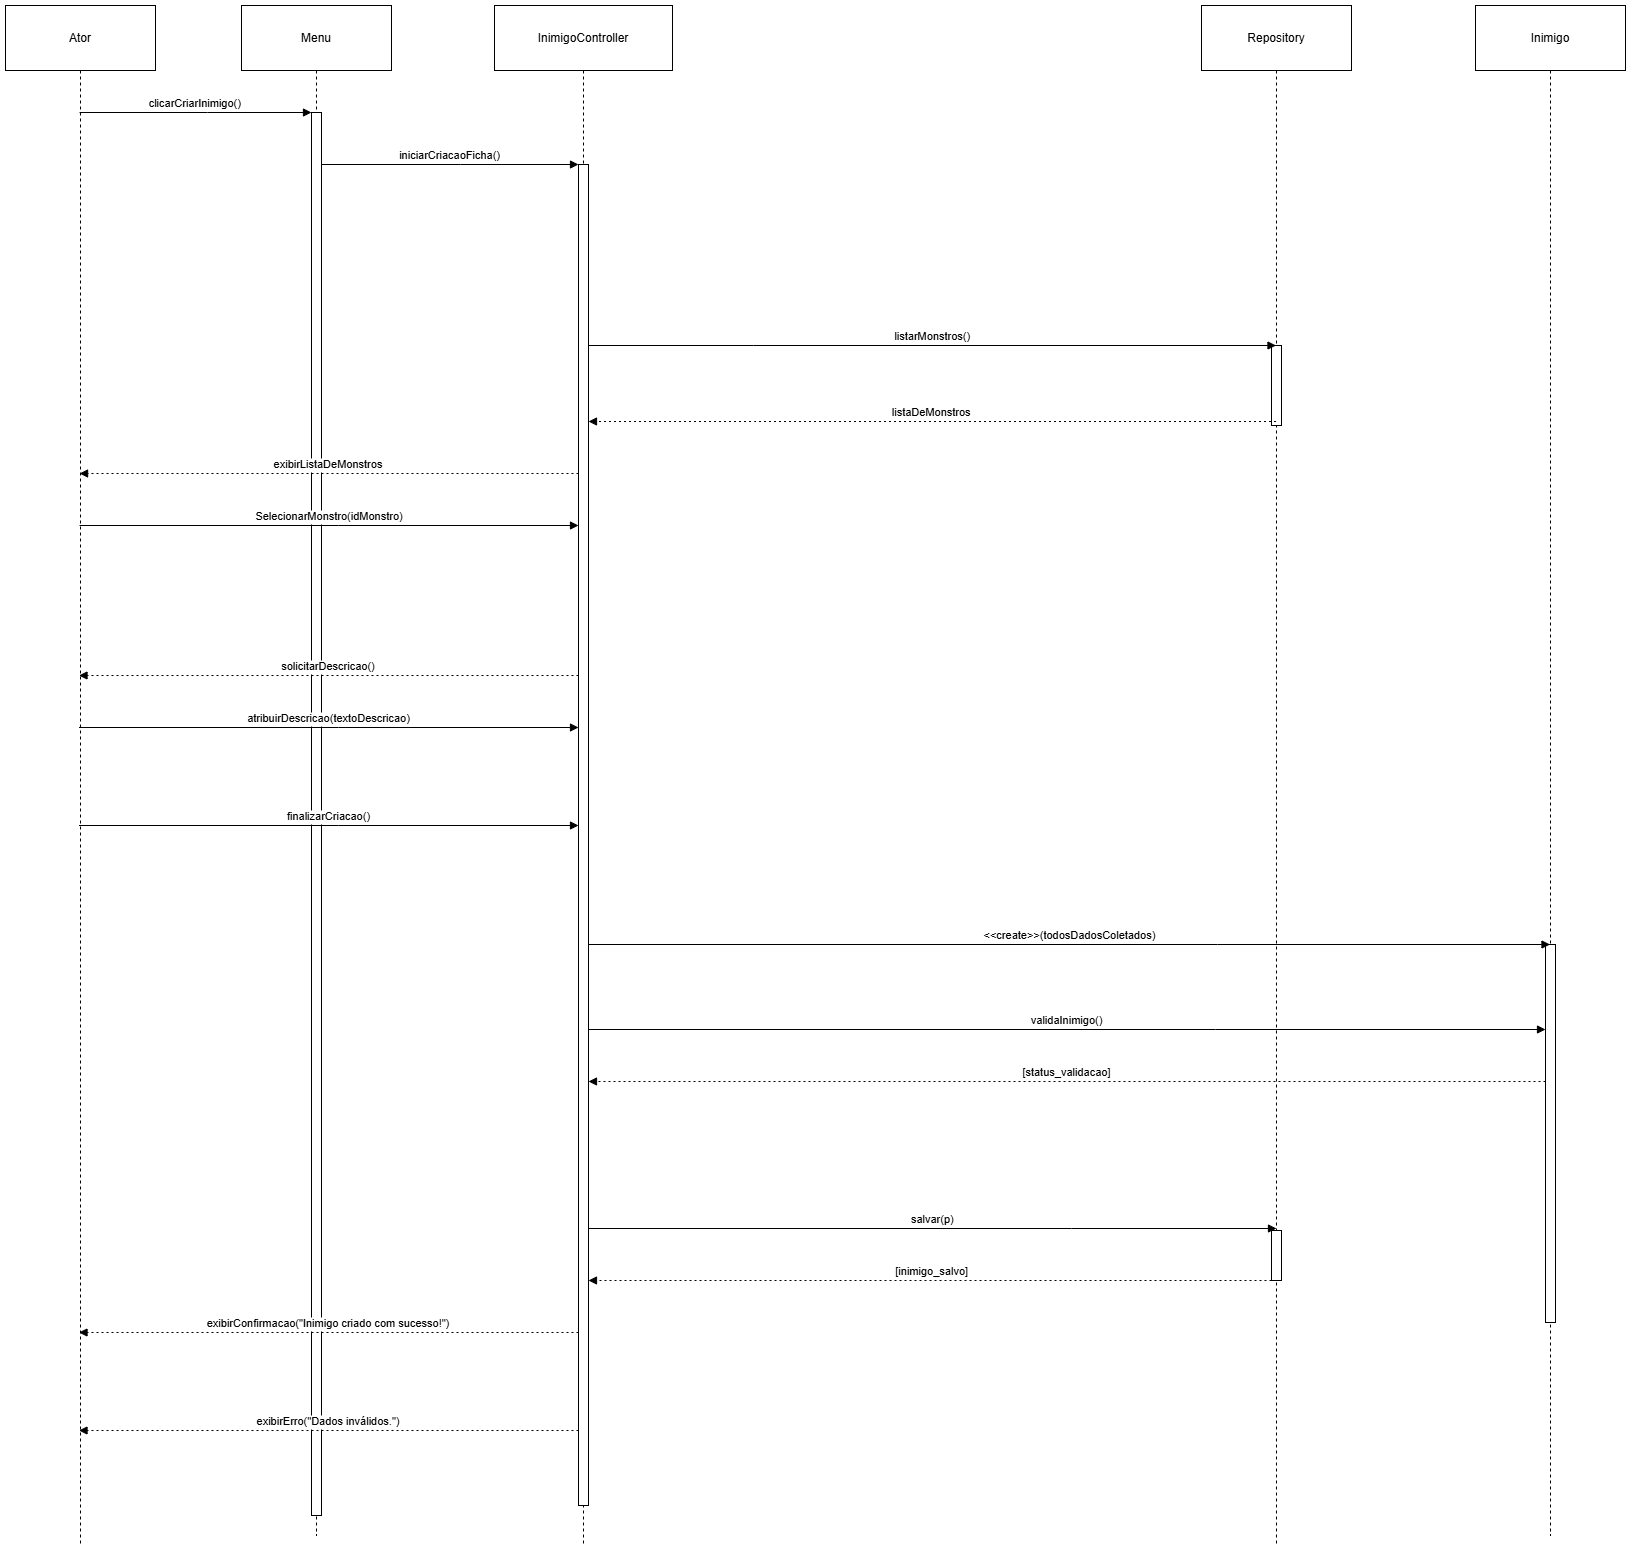 Ator
Menu
InimigoController
Repository
Inimigo
clicarCriarInimigo()
iniciarCriacaoFicha()
listarMonstros()
listaDeMonstros
exibirListaDeMonstros
SelecionarMonstro(idMonstro)
solicitarDescricao()
atribuirDescricao(textoDescricao)
finalizarCriacao()
<<create>>(todosDadosColetados)
validaInimigo()
[status_validacao]
salvar(p)
[inimigo_salvo]
exibirConfirmacao("Inimigo criado com sucesso!")
exibirErro("Dados inválidos.")